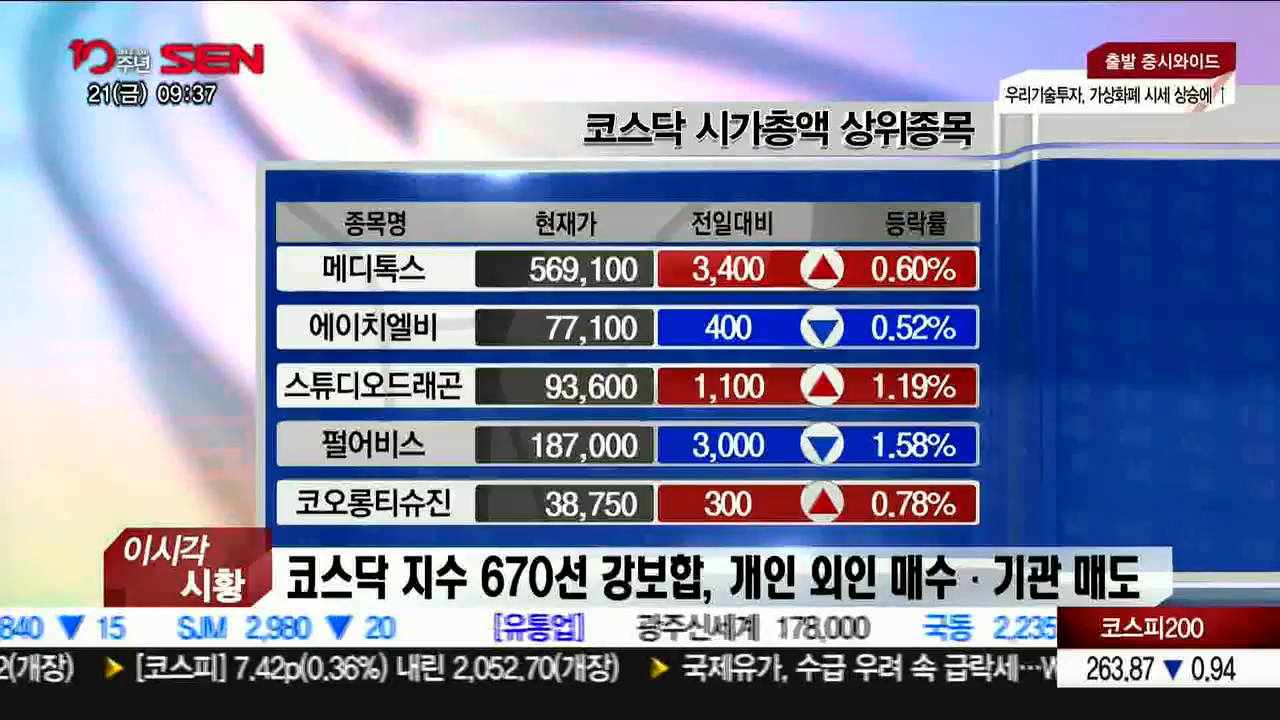 10주년 SEN
21(금) 09:37
출발 증시와이드
우리기술투자, 가상화폐 시세 상승에 ↑
코스닥 시가총액 상위종목
종목명 현재가 전일대비 등락률
메디톡스 569,100 3,400 ▲ 0.60%
에이치엘비 77,100 400 ▼ 0.52%
스튜디오드래곤 93,600 1,100 ▲ 1.19%
펄어비스 187,000 3,000 ▼ 1.58%
코오롱티슈진 38,750 300 ▲ 0.78%
이시각
시황
코스닥 지수 670선 강보합, 개인 외인 매수·기관 매도
840 ▼ 15 SJM 2,980 ▼ 20 [유통업] 광주신세계 178,000 국동 2,235
코스피200
2(개장) ▶ [코스피] 7.42p(0.36%) 내린 2,052.70(개장) ▶ 국제유가, 수급 우려 속 급락세…W
263.87 ▼ 0.94